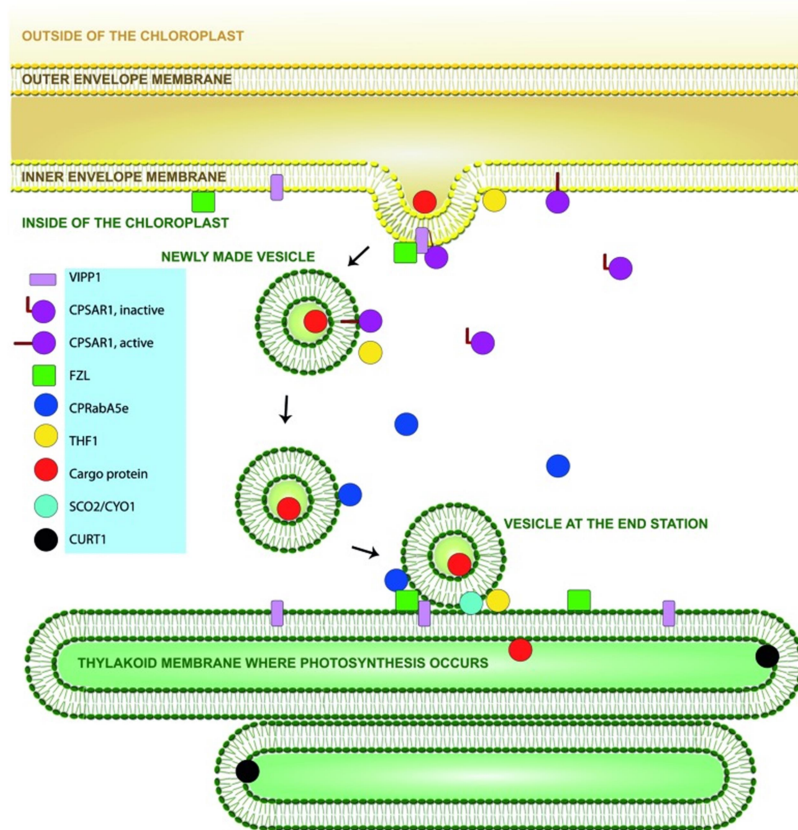 OUTSIDE OF THE CHLOROPLAST
OUTER ENVELOPE MEMBRANE
INNER ENVELOPE MEMBRANE
INSIDE OF THE CHLOROPLAST
NEWLY MADE VESICLE
VIPP1
CPSAR1, inactive
CPSAR1, active
FZL
CPRabA5e
THF1
Cargo protein
SCO2/CYO1
CURT1
VESICLE AT THE END STATION
THYLAKOID MEMBRANE WHERE PHOTOSYNTHESIS OCCURS